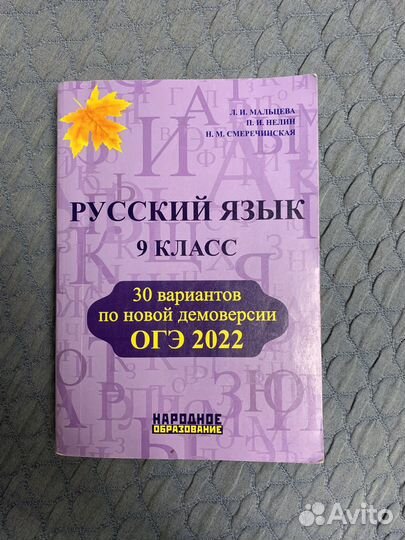 Л. И. МАЛЬЦЕВА
П. И. НЕЛИН
Н. М. СМЕРЕЧИНСКАЯ
РУССКИЙ ЯЗЫК
9 КЛАСС
30 вариантов
по новой демоверсии
ОГЭ 2022
НАРОДНОЕ
ОБРАЗОВАНИЕ
Avito